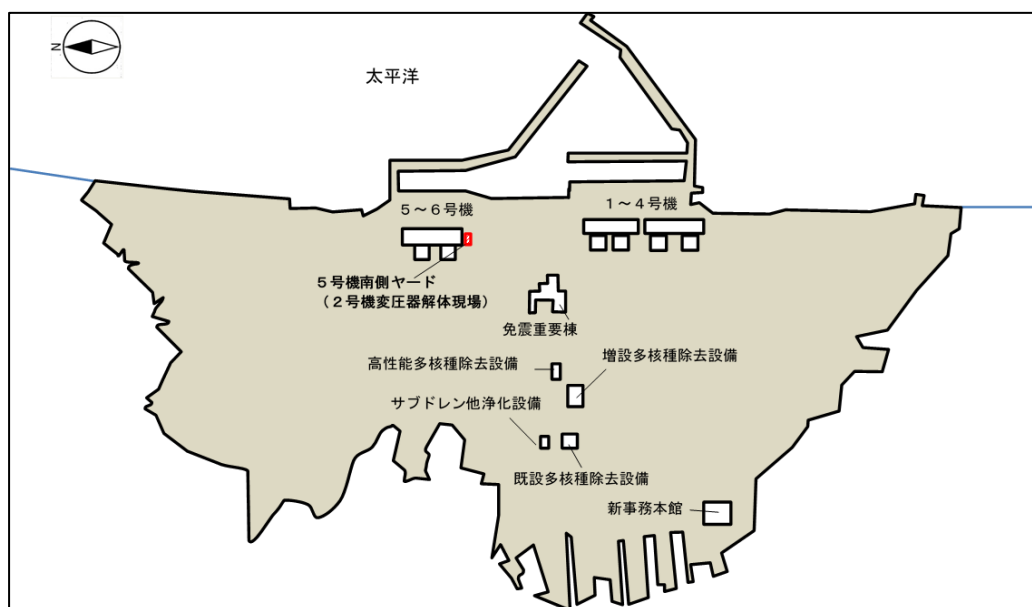 N
太平洋
5~6号機
1~4号機
5号機南側ヤード
(2号機変圧器解体現場)
免震重要棟
高性能多核種除去設備
増設多核種除去設備
サブドレン他浄化設備
既設多核種除去設備
新事務本館